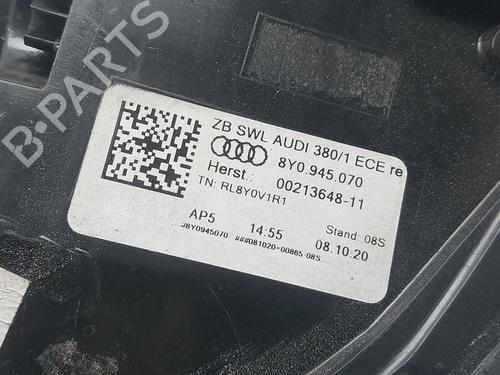 B-PARTS
ZB SWL AUDI 380/1 ECE re
8Y0.945.070
Herst.: 00213648-11
TN: RL8Y0V1R1
Stand: 08S
AP5 14:55 08.10.20
...#8Y0945070 ###081020-00865-08S...